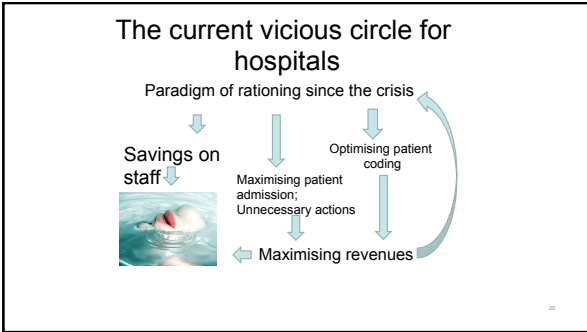 The current vicious circle for
hospitals
Paradigm of rationing since the crisis
Savings on
staff
Maximising patient
admission;
Unnecessary actions
Optimising patient
coding
Maximising revenues
25